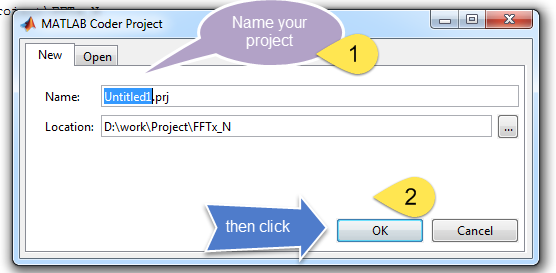 MATLAB Coder Project
Name your
project
1
New
Open
Name:
Untitled1.prj
Location:
D:\work\Project\FFTx_N
...
2
then click
OK
Cancel